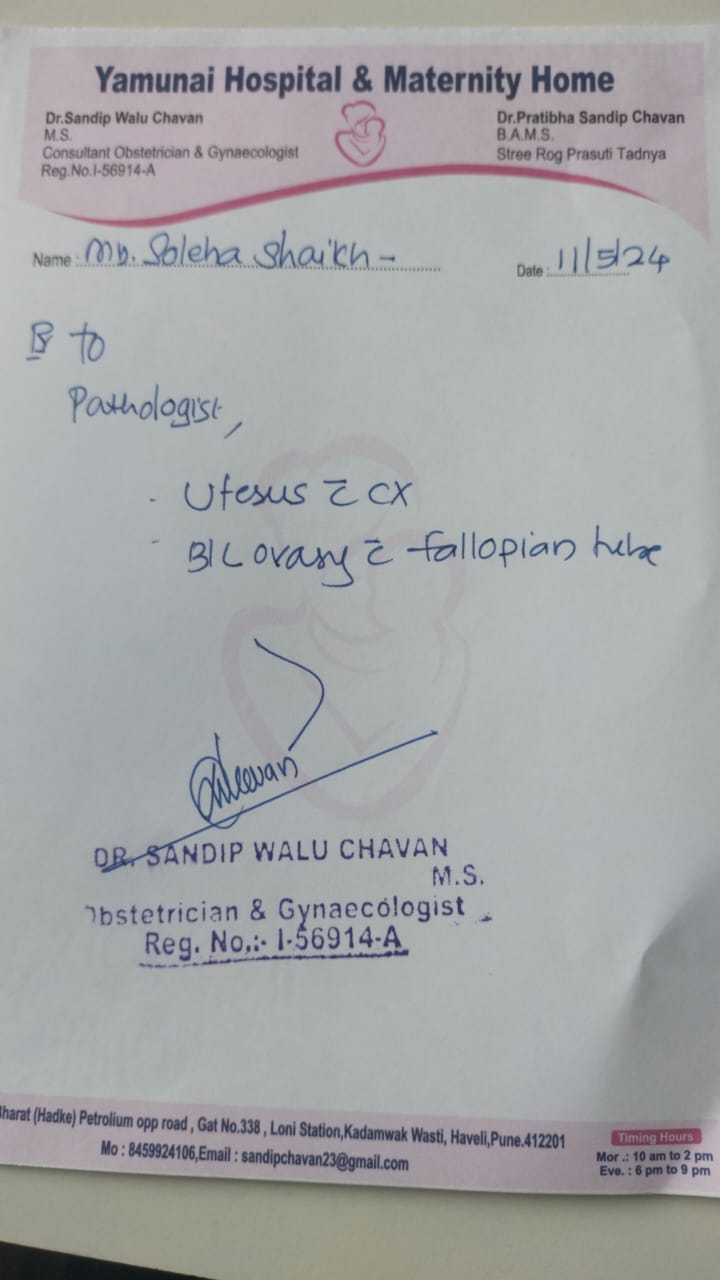 Yamunai Hospital & Maternity Home
Dr.Sandip Walu Chavan
M.S.
Consultant Obstetrician & Gynaecologist
Reg.No.I-56914-A
Dr.Pratibha Sandip Chavan
B.A.M.S.
Stree Rog Prasuti Tadnya
Name : Soleha Shaikh -
Date : 11/5/24
To
Pathologist,
- Uterus c̄ CX
- B/L ovary c̄ fallopian tube
Chavan
DR. SANDIP WALU CHAVAN
M.S.
Obstetrician & Gynaecologist
Reg. No.:- I-56914-A
Bharat (Hadke) Petrolium opp road , Gat No.338 , Loni Station,Kadamwak Wasti, Haveli,Pune.412201
Mo : 8459924106,Email : sandipchavan23@gmail.com
Timing Hours
Mor .: 10 am to 2 pm
Eve. : 6 pm to 9 pm